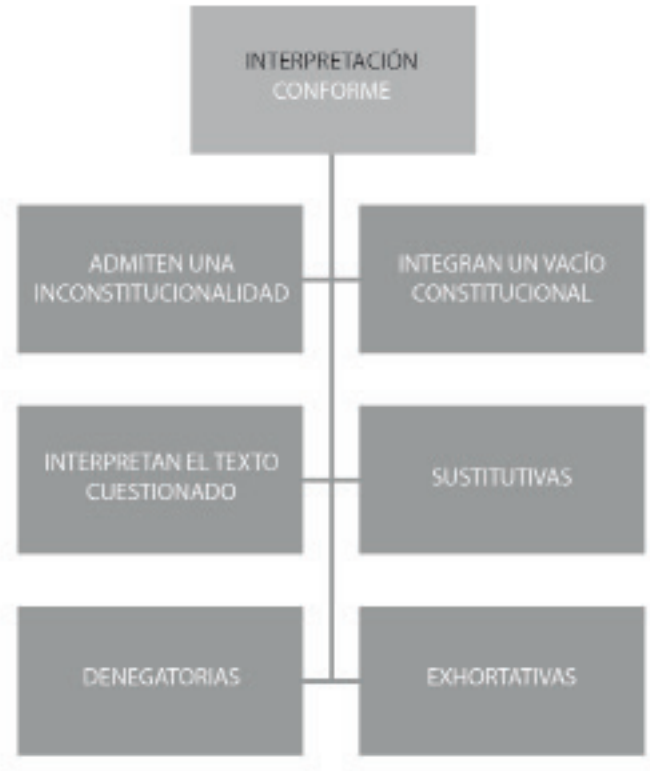 INTERPRETACIÓN
CONFORME
ADMITEN UNA
INCONSTITUCIONALIDAD
INTEGRAN UN VACÍO
CONSTITUCIONAL
INTERPRETAN EL TEXTO
CUESTIONADO
SUSTITUTIVAS
DENEGATORIAS
EXHORTATIVAS